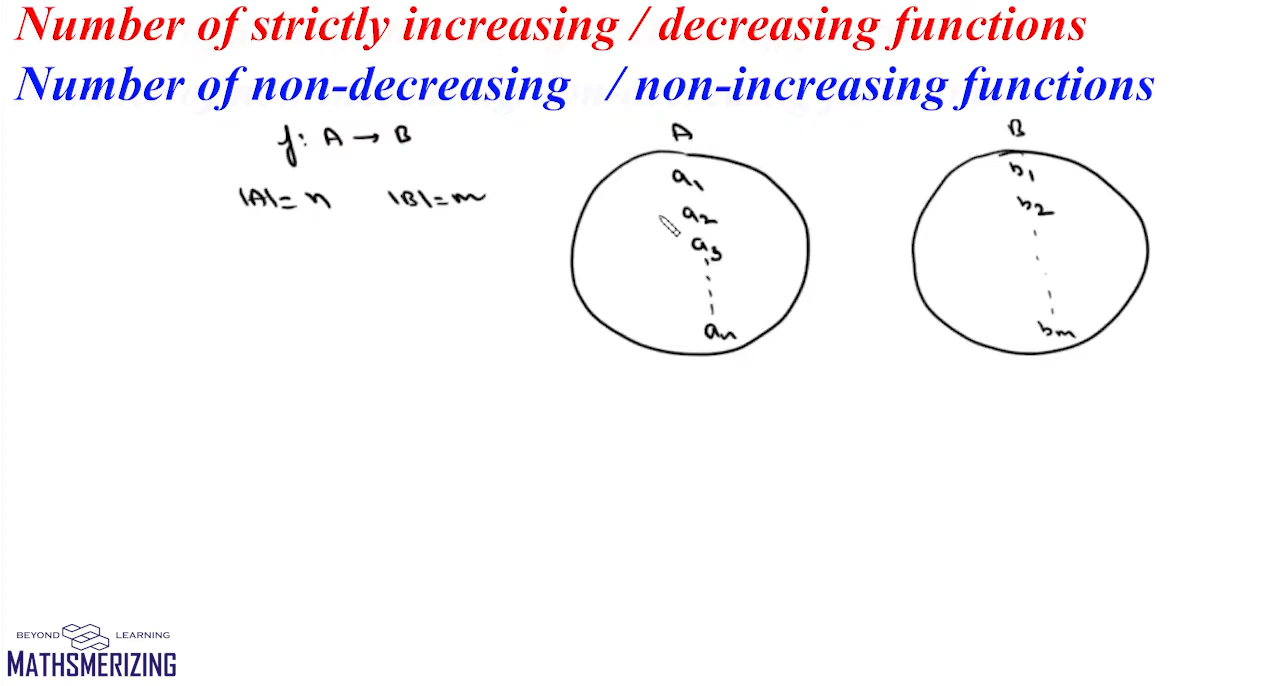 Number of strictly increasing / decreasing functions
Number of non-decreasing / non-increasing functions
f: A → B
|A| = n |B| = m
A
a1
a2
a3
an
B
b1
b2
bm
BEYOND LEARNING
MATHSMERIZING